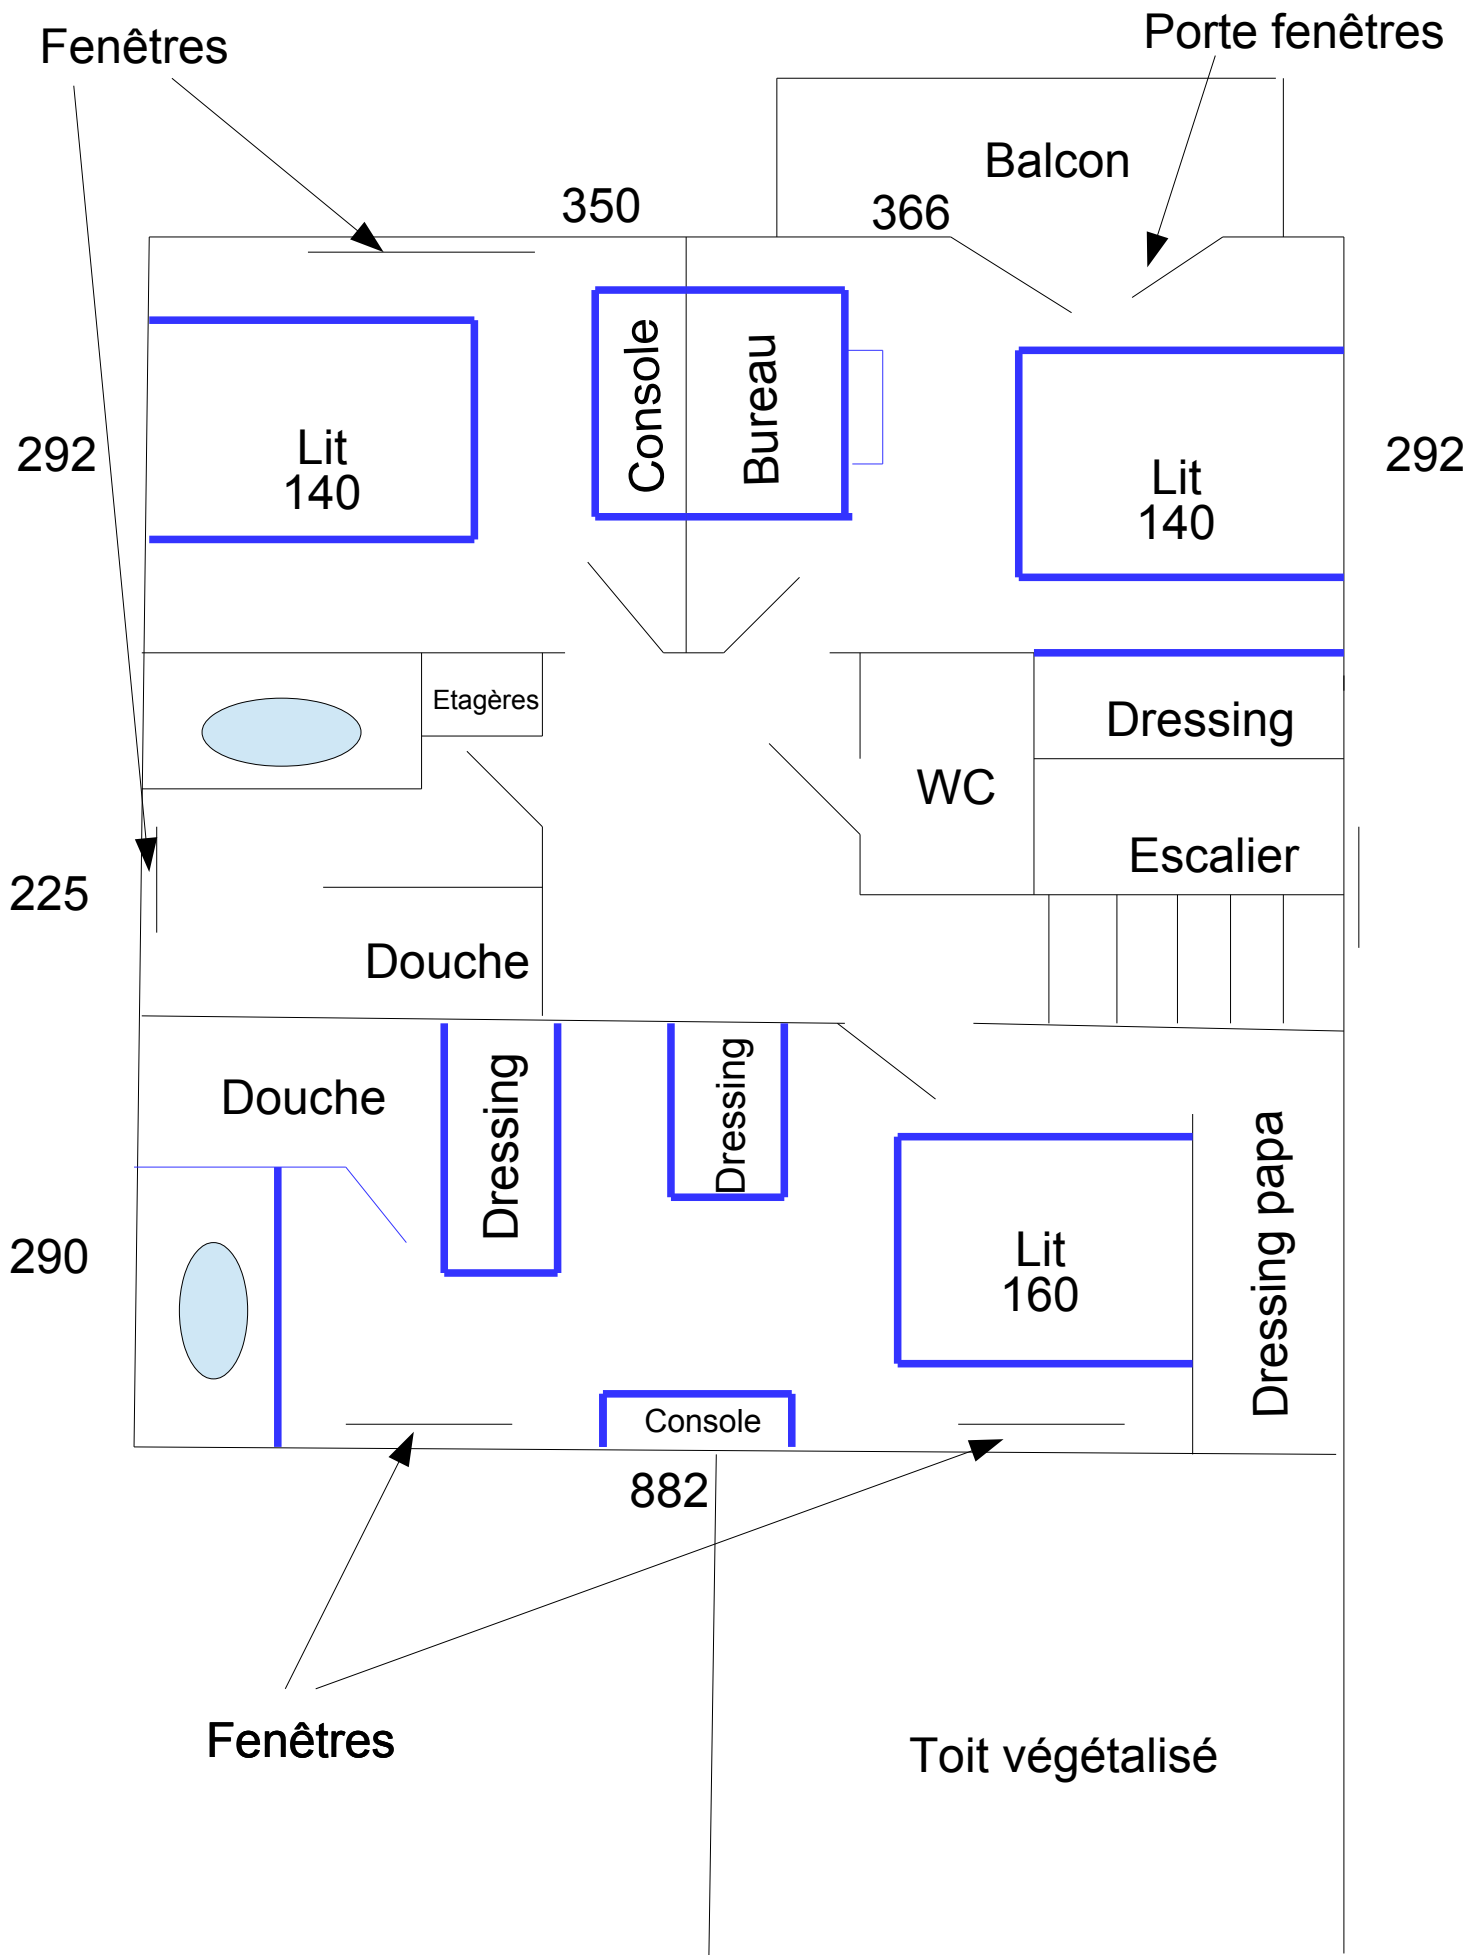 Fenêtres
Porte fenêtres
Balcon
350
366
Console
Bureau
292
Lit
140
Lit
140
292
Etagères
Dressing
WC
Escalier
225
Douche
Douche
Dressing
Dressing
Dressing papa
290
Lit
160
Console
882
Fenêtres
Toit végétalisé